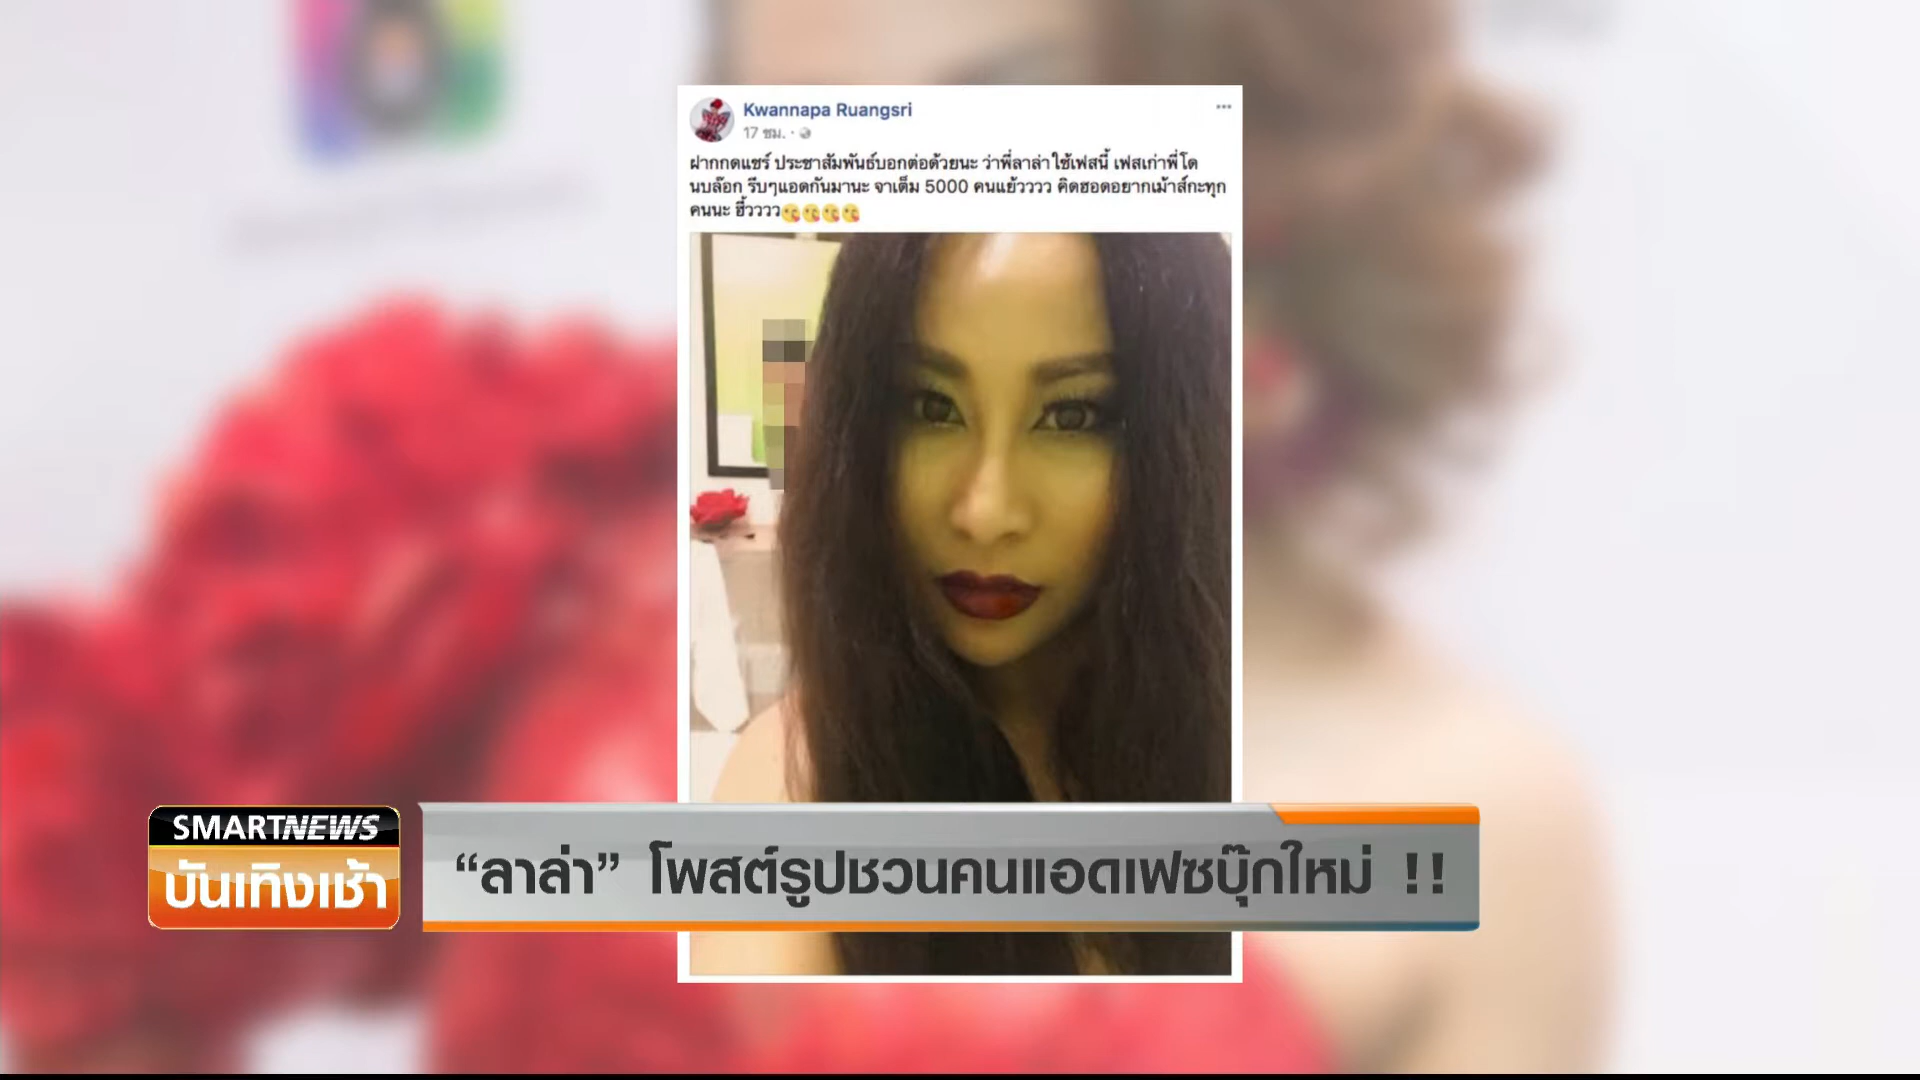 Kwannapa Ruangsri
17 ชม.
ฝากกดแชร์ ประชาสัมพันธ์บอกต่อด้วยนะ ว่าพี่ลาล่า ใช้เฟสนี้ เฟสเก่าพี่โด
นบล๊อก รีบๆแอดกันมานะ จาเต็ม 5000 คนแย้วววว คิดฮอดอยากเม้าส์กะทุก
คนนะ ฮิ้วววว😘😘😘😘
SMARTNEWS
บันเทิงเช้า
“ลาล่า” โพสต์รูปชวนคนแอดเฟซบุ๊กใหม่ !!